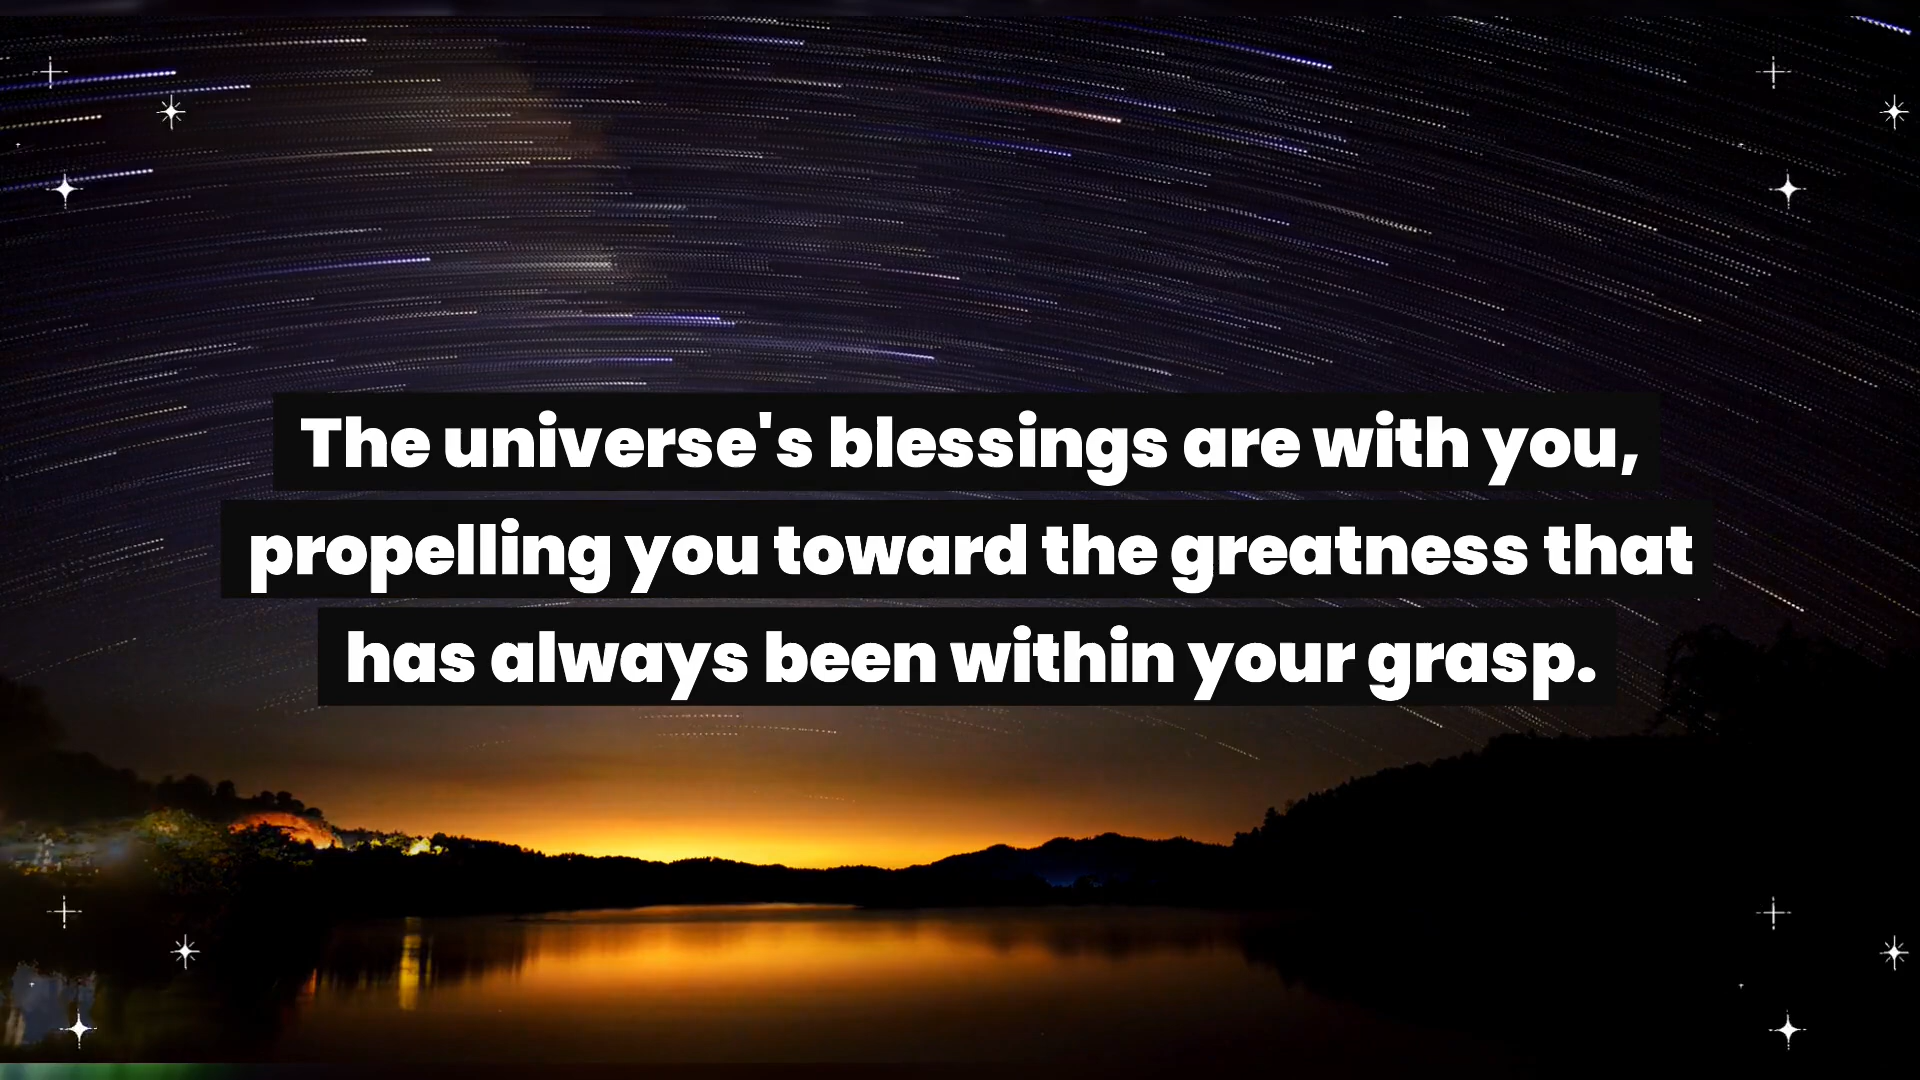 The universe's blessings are with you,
propelling you toward the greatness that
has always been within your grasp.